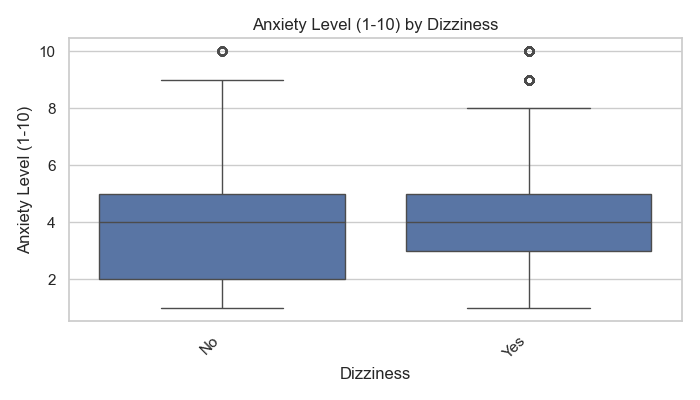 Anxiety Level (1-10) by Dizziness
Anxiety Level (1-10)
10
8
6
4
2
No
Yes
Dizziness